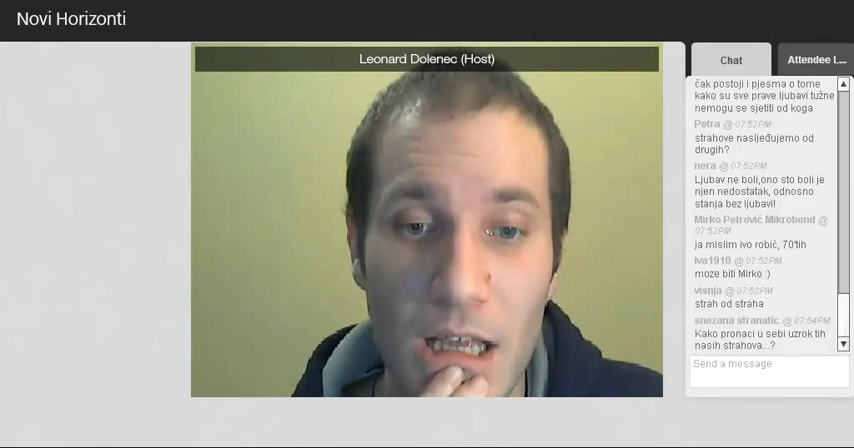 Novi Horizonti
Leonard Dolenec (Host)
Chat
Attendee L...
čak postoji i pjesma o tome
kako su sve prave ljubavi tužne
nemogu se sjetiti od koga
Petra @ 07:52PM
strahove nasljeđujemo od
drugih?
nera @ 07:52PM
Ljubav ne boli,ono sto boli je
njen nedostatak, odnosno
stanja bez ljubavi!
Mirko Petrović Mikrobend @
07:52PM
ja mislim ivo robić, 70'tih
iva1910 @ 07:52PM
moze biti Mirko :)
visnja @ 07:52PM
strah od straha
snezana stranatic @ 07:54PM
Kako pronaci u sebi uzrok tih
nasih strahova...?
Send a message